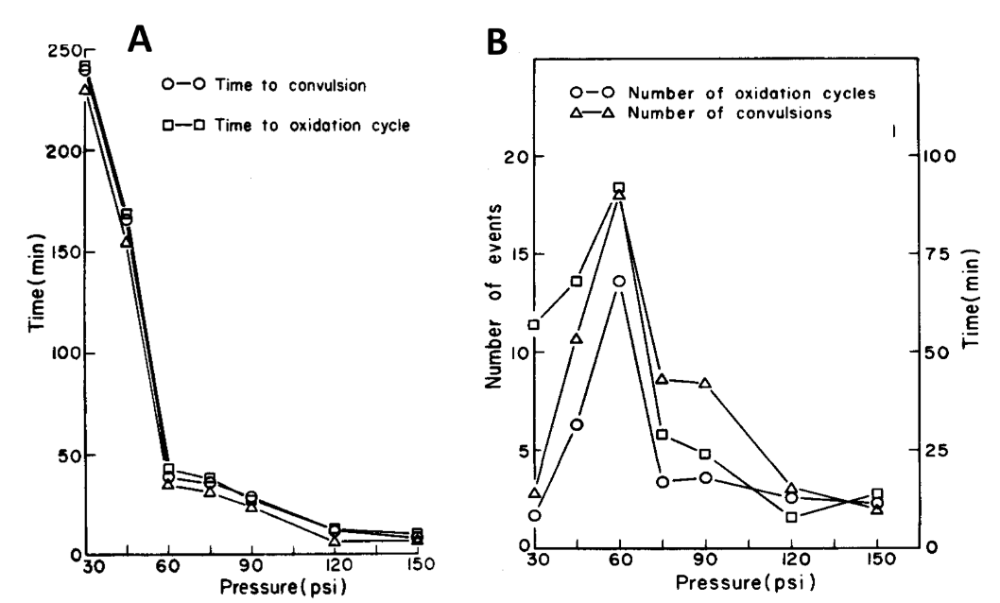 A
250
200
150
100
50
0
Time(min)
30 60 90 120 150
Pressure(psi)
Time to convulsion
Time to oxidation cycle
B
Number of oxidation cycles
Number of convulsions
20
15
10
5
0
Number of events
30 60 90 120 150
Pressure(psi)
100
75
50
25
0
Time(min)